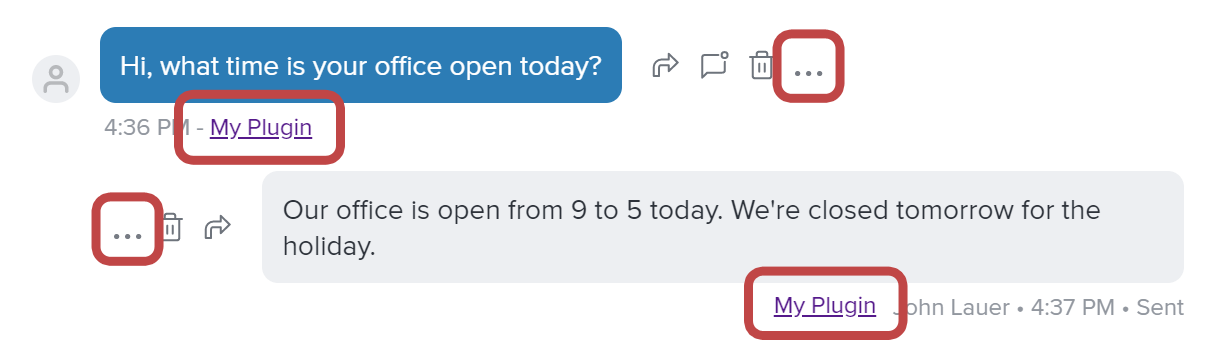 Hi, what time is your office open today?
...
4:36 PM - My Plugin
...
Our office is open from 9 to 5 today. We're closed tomorrow for the
holiday.
My Plugin John Lauer • 4:37 PM • Sent